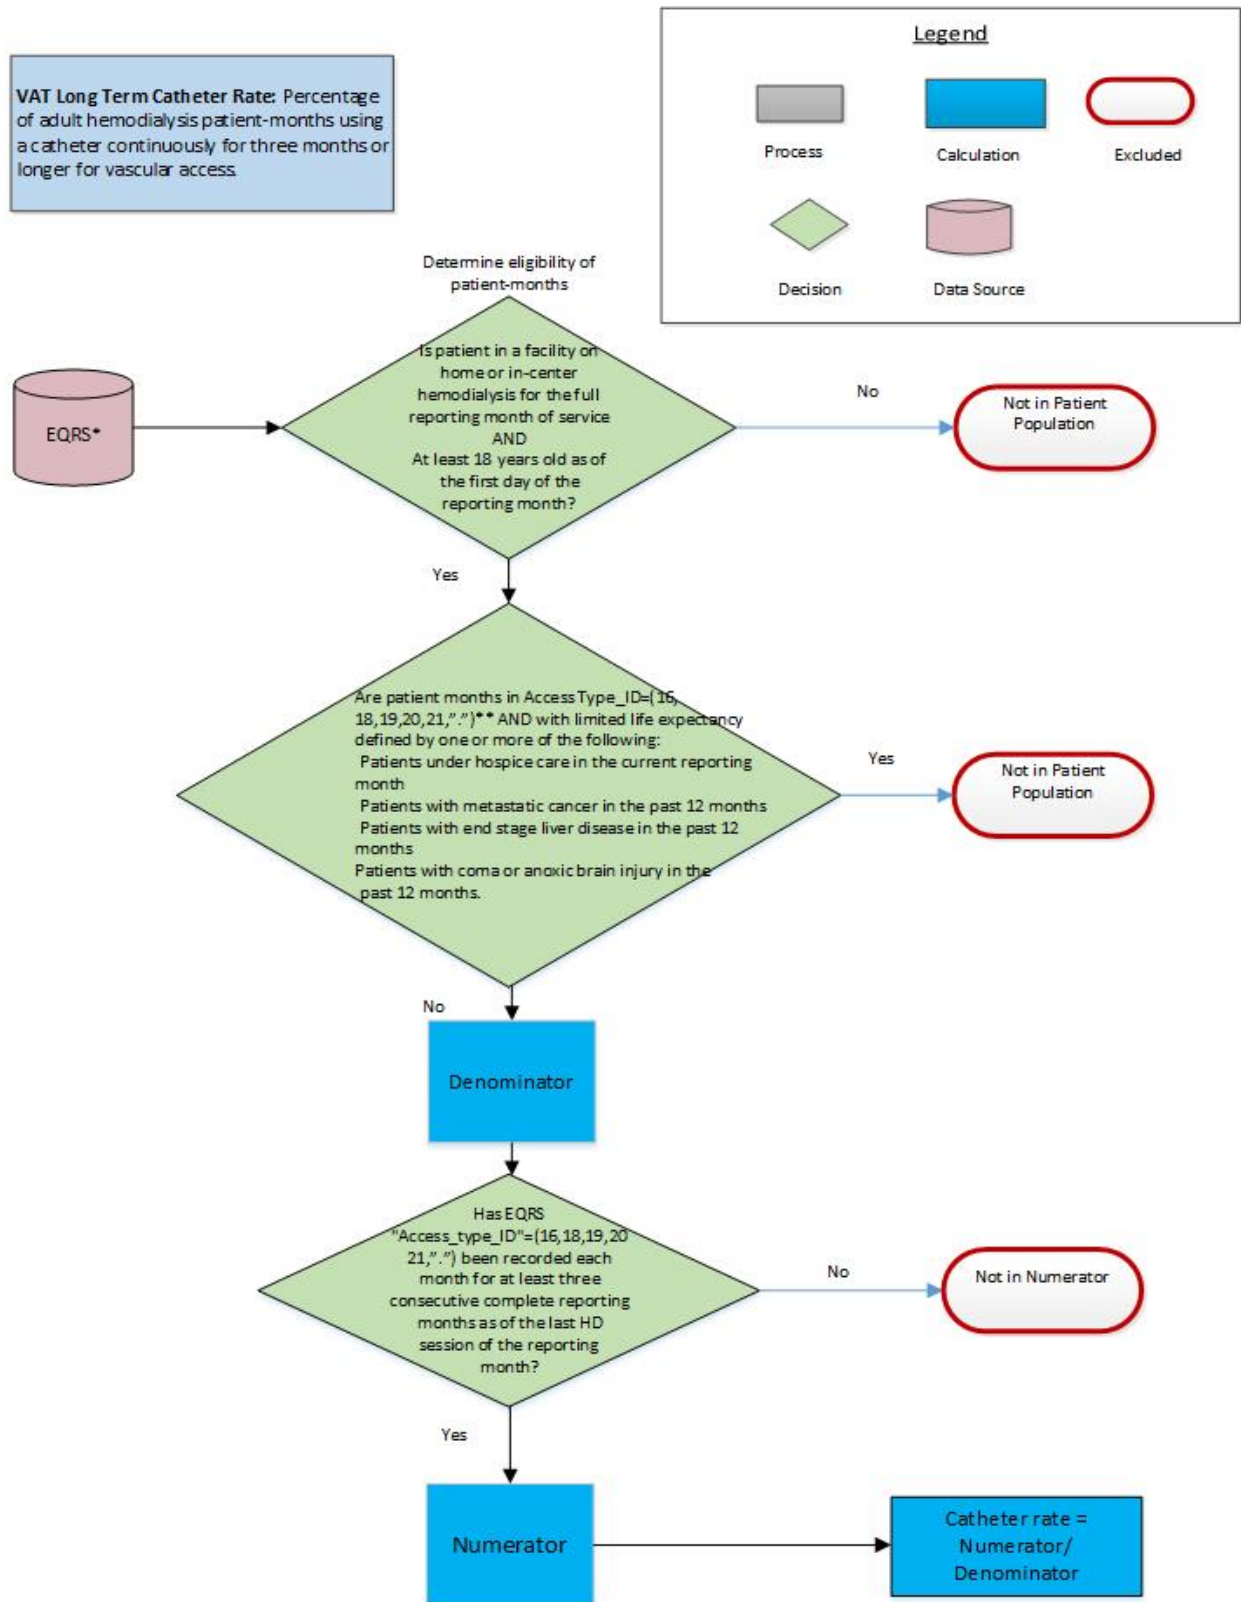 Legend
VAT Long Term Catheter Rate: Percentage
of adult hemodialysis patient-months using
a catheter continuously for three months or
longer for vascular access.
Process
Calculation
Excluded
Decision
Data Source
Determine eligibility of
patient-months
EQRS*
Is patient in a facility on
home or in-center
hemodialysis for the full
reporting month of service
AND
At least 18 years old as of
the first day of the
reporting month?
No
Not in Patient
Population
Yes
Are patient months in Access Type_ID=(16,
18,19,20,21,”.”)** AND with limited life expectancy
defined by one or more of the following:
Patients under hospice care in the current reporting
month
Patients with metastatic cancer in the past 12 months
Patients with end stage liver disease in the past 12
months
Patients with coma or anoxic brain injury in the
past 12 months.
Yes
Not in Patient
Population
No
Denominator
Has EQRS
"Access_type_ID"=(16,18,19,20
21,”.”) been recorded each
month for at least three
consecutive complete reporting
months as of the last HD
session of the reporting
month?
No
Not in Numerator
Yes
Numerator
Catheter rate =
Numerator/
Denominator